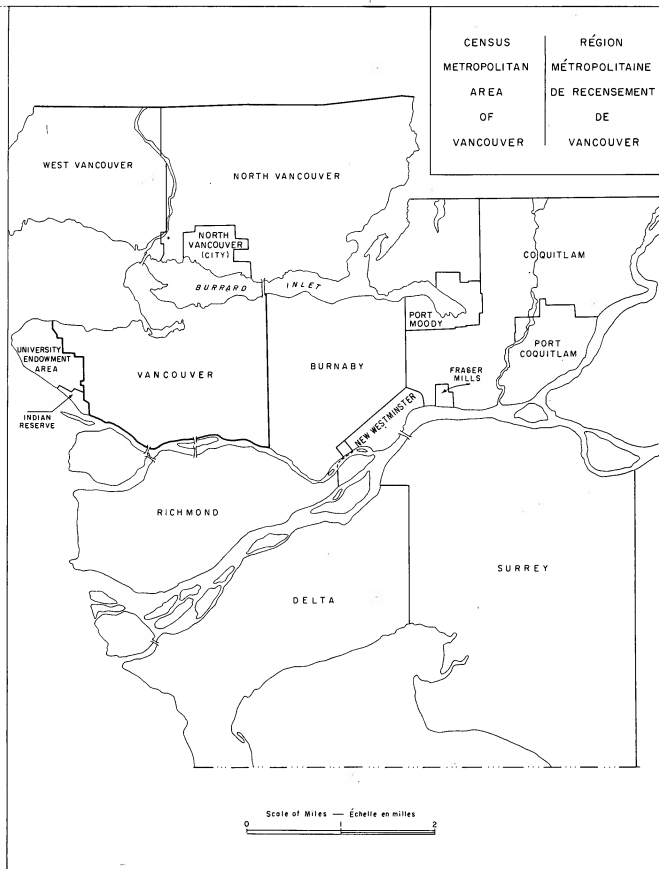 CENSUS
METROPOLITAN
AREA
OF
VANCOUVER
RÉGION
MÉTROPOLITAINE
DE RECENSEMENT
DE
VANCOUVER
WEST VANCOUVER
NORTH VANCOUVER
NORTH
VANCOUVER
(CITY)
BURRARD INLET
COQUITLAM
PORT
MOODY
PORT
COQUITLAM
UNIVERSITY
ENDOWMENT
AREA
VANCOUVER
BURNABY
FRASER
MILLS
INDIAN
RESERVE
NEW WESTMINSTER
RICHMOND
SURREY
DELTA
Scale of Miles — Échelle en milles
0 1 2